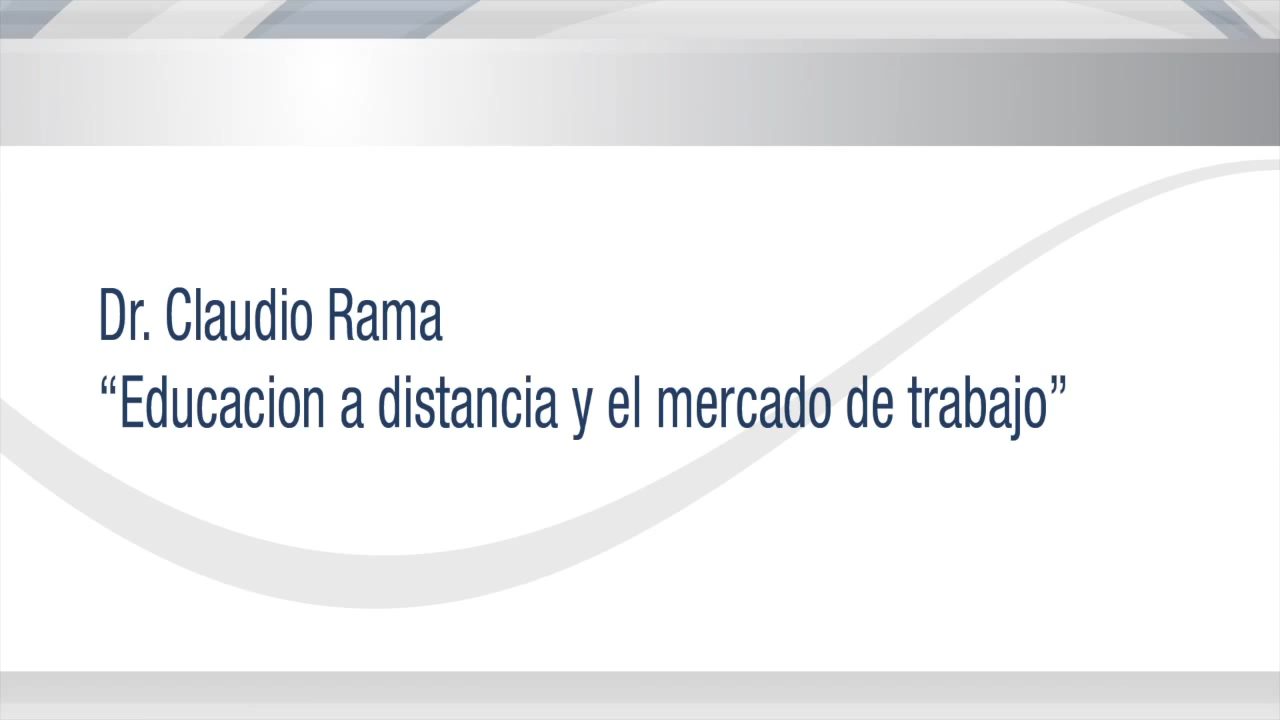 Dr. Claudio Rama
“Educacion a distancia y el mercado de trabajo”